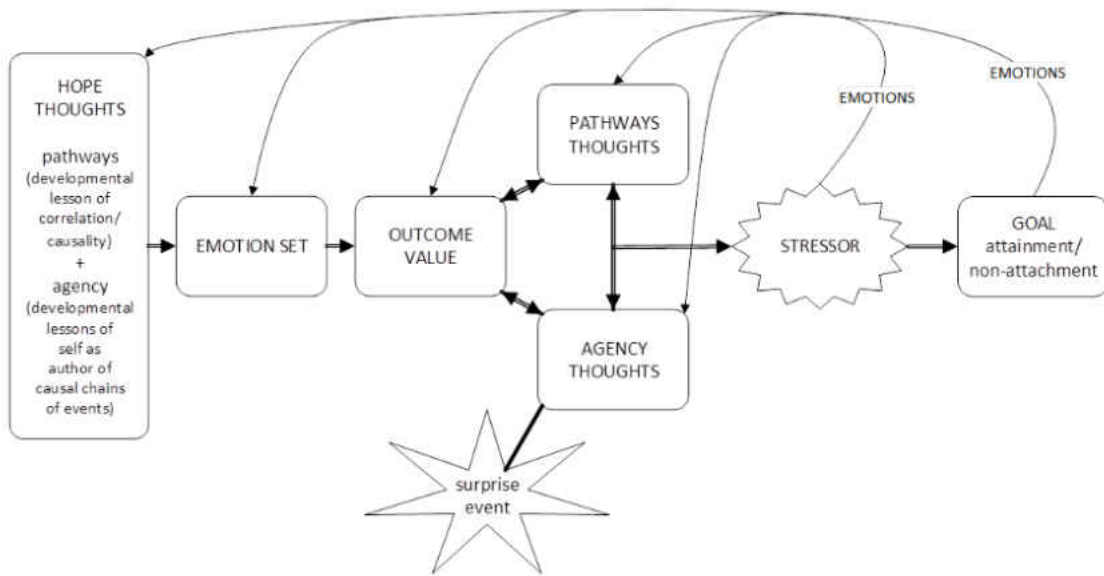 HOPE
THOUGHTS
pathways
(developmental
lesson of
correlation/
causality)
+
agency
(developmental
lessons of
self as
author of
causal chains
of events)
EMOTION SET
OUTCOME
VALUE
PATHWAYS
THOUGHTS
AGENCY
THOUGHTS
surprise
event
EMOTIONS
STRESSOR
EMOTIONS
GOAL
attainment/
non-attachment